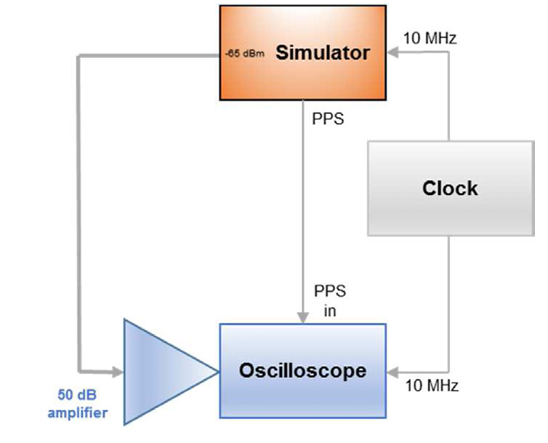 10 MHz
-65 dBm Simulator
PPS
Clock
PPS
in
Oscilloscope
10 MHz
50 dB
amplifier